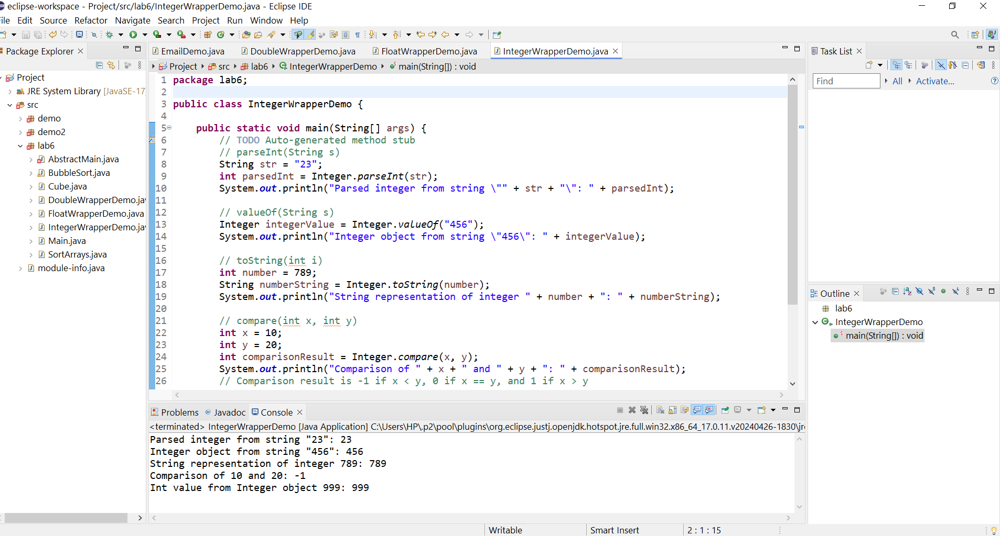 eclipse-workspace - Project/src/lab6/IntegerWrapperDemo.java - Eclipse IDE
File Edit Source Refactor Navigate Search Project Run Window Help
Package Explorer
Project
JRE System Library [JavaSE-17
src
demo
demo2
lab6
AbstractMain.java
BubbleSort.java
Cube.java
DoubleWrapperDemo.ja
FloatWrapperDemo.java
IntegerWrapperDemo.ja
Main.java
SortArrays.java
module-info.java
EmailDemo.java DoubleWrapperDemo.java FloatWrapperDemo.java IntegerWrapperDemo.java
Project src lab6 IntegerWrapperDemo main(String[]) : void
1 package lab6;
2
3 public class IntegerWrapperDemo {
4
5 public static void main(String[] args) {
6 // TODO Auto-generated method stub
7 // parseInt(String s)
8 String str = "23";
9 int parsedInt = Integer.parseInt(str);
10 System.out.println("Parsed integer from string \"" + str + "\": " + parsedInt);
11
12 // valueOf(String s)
13 Integer integerValue = Integer.valueOf("456");
14 System.out.println("Integer object from string \"456\": " + integerValue);
15
16 // toString(int i)
17 int number = 789;
18 String numberString = Integer.toString(number);
19 System.out.println("String representation of integer " + number + ": " + numberString);
20
21 // compare(int x, int y)
22 int x = 10;
23 int y = 20;
24 int comparisonResult = Integer.compare(x, y);
25 System.out.println("Comparison of " + x + " and " + y + ": " + comparisonResult);
26 // Comparison result is -1 if x < y, 0 if x == y, and 1 if x > y
Problems Javadoc Console
<terminated> IntegerWrapperDemo [Java Application] C:\Users\HP\.p2\pool\plugins\org.eclipse.justj.openjdk.hotspot.jre.full.win32.x86_64_17.0.11.v20240426-1830\jre
Parsed integer from string "23": 23
Integer object from string "456": 456
String representation of integer 789: 789
Comparison of 10 and 20: -1
Int value from Integer object 999: 999
Task List
Find All Activate...
Outline
lab6
IntegerWrapperDemo
main(String[]) : void
Writable Smart Insert 2 : 1 : 15